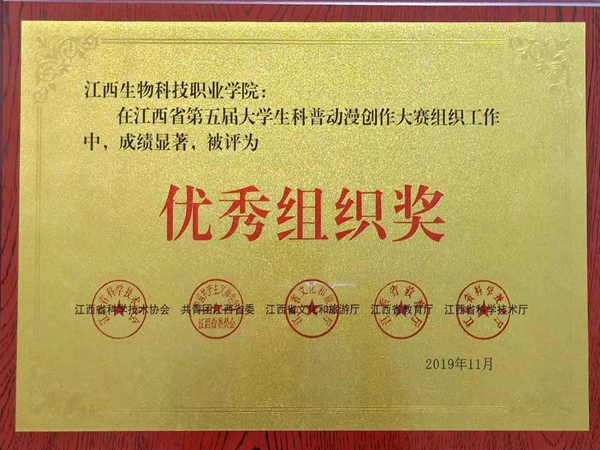 江西生物科技职业学院：
在江西省第五届大学生科普动漫创作大赛组织工作
中，成绩显著，被评为
优秀组织奖
江西省科学技术协会 共青团江西省委 江西省文化和旅游厅 江西省教育厅 江西省科学技术厅
2019年11月